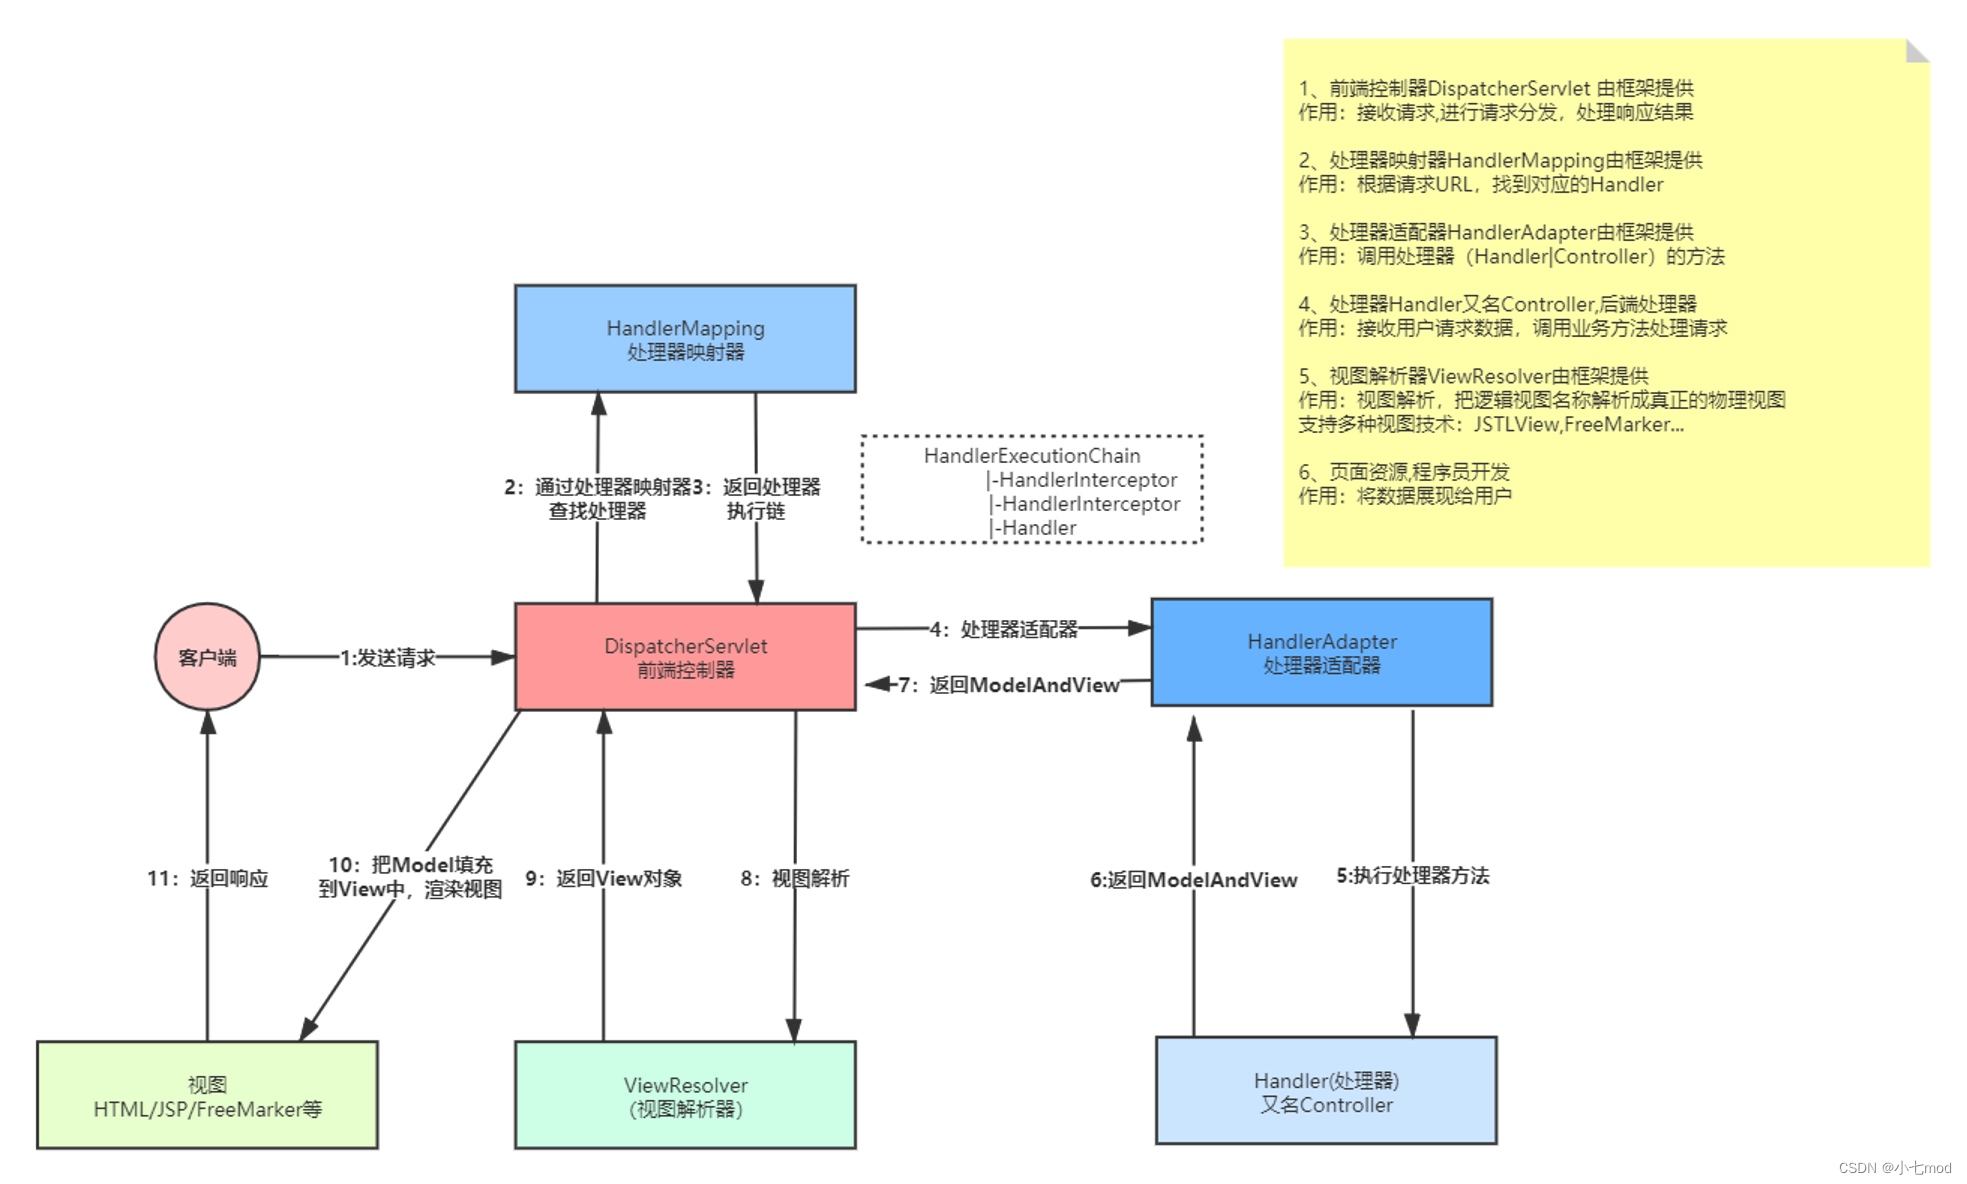 1、前端控制器DispatcherServlet 由框架提供
作用：接收请求,进行请求分发，处理响应结果
2、处理器映射器HandlerMapping由框架提供
作用：根据请求URL，找到对应的Handler
3、处理器适配器HandlerAdapter由框架提供
作用：调用处理器（Handler|Controller）的方法
4、处理器Handler又名Controller,后端处理器
作用：接收用户请求数据，调用业务方法处理请求
5、视图解析器ViewResolver由框架提供
作用：视图解析，把逻辑视图名称解析成真正的物理视图
支持多种视图技术：JSTLView,FreeMarker...
6、页面资源,程序员开发
作用：将数据展现给用户
HandlerMapping
处理器映射器
2：通过处理器映射器
查找处理器
3：返回处理器
执行链
HandlerExecutionChain
|-HandlerInterceptor
|-HandlerInterceptor
|-Handler
客户端
1:发送请求
DispatcherServlet
前端控制器
4：处理器适配器
7：返回ModelAndView
HandlerAdapter
处理器适配器
11：返回响应
10：把Model填充
到View中，渲染视图
9：返回View对象
8：视图解析
6:返回ModelAndView
5:执行处理器方法
视图
HTML/JSP/FreeMarker等
ViewResolver
（视图解析器）
Handler(处理器)
又名Controller
CSDN @小七mod